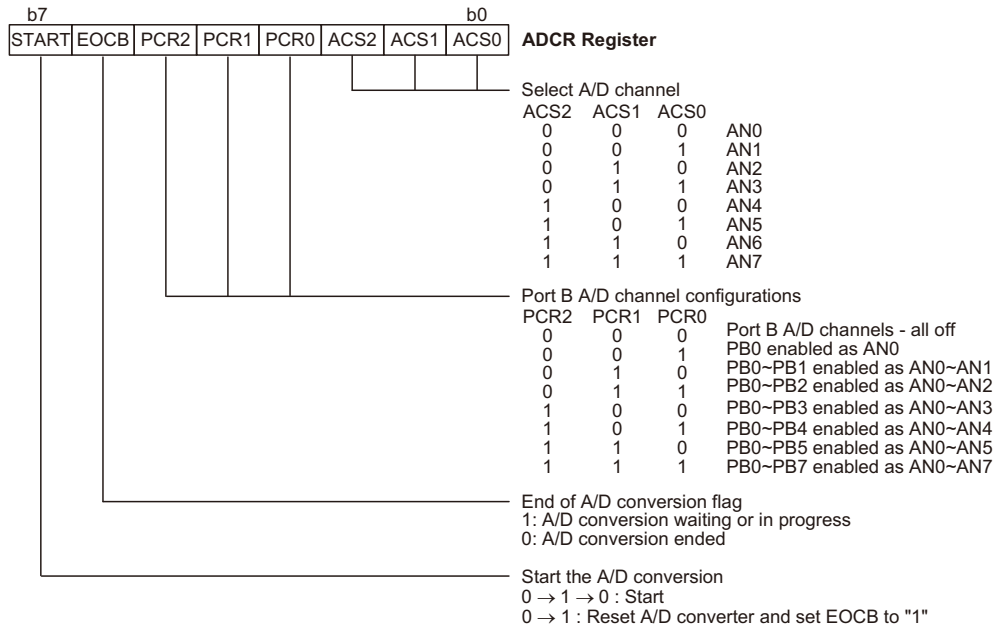 b7 b0
START EOCB PCR2 PCR1 PCR0 ACS2 ACS1 ACS0 ADCR Register
Select A/D channel
ACS2 ACS1 ACS0
0 0 0 AN0
0 0 1 AN1
0 1 0 AN2
0 1 1 AN3
1 0 0 AN4
1 0 1 AN5
1 1 0 AN6
1 1 1 AN7
Port B A/D channel configurations
PCR2 PCR1 PCR0
0 0 0 Port B A/D channels - all off
0 0 1 PB0 enabled as AN0
0 1 0 PB0~PB1 enabled as AN0~AN1
0 1 1 PB0~PB2 enabled as AN0~AN2
1 0 0 PB0~PB3 enabled as AN0~AN3
1 0 1 PB0~PB4 enabled as AN0~AN4
1 1 0 PB0~PB5 enabled as AN0~AN5
1 1 1 PB0~PB7 enabled as AN0~AN7
End of A/D conversion flag
1: A/D conversion waiting or in progress
0: A/D conversion ended
Start the A/D conversion
0 → 1 → 0 : Start
0 → 1 : Reset A/D converter and set EOCB to "1"